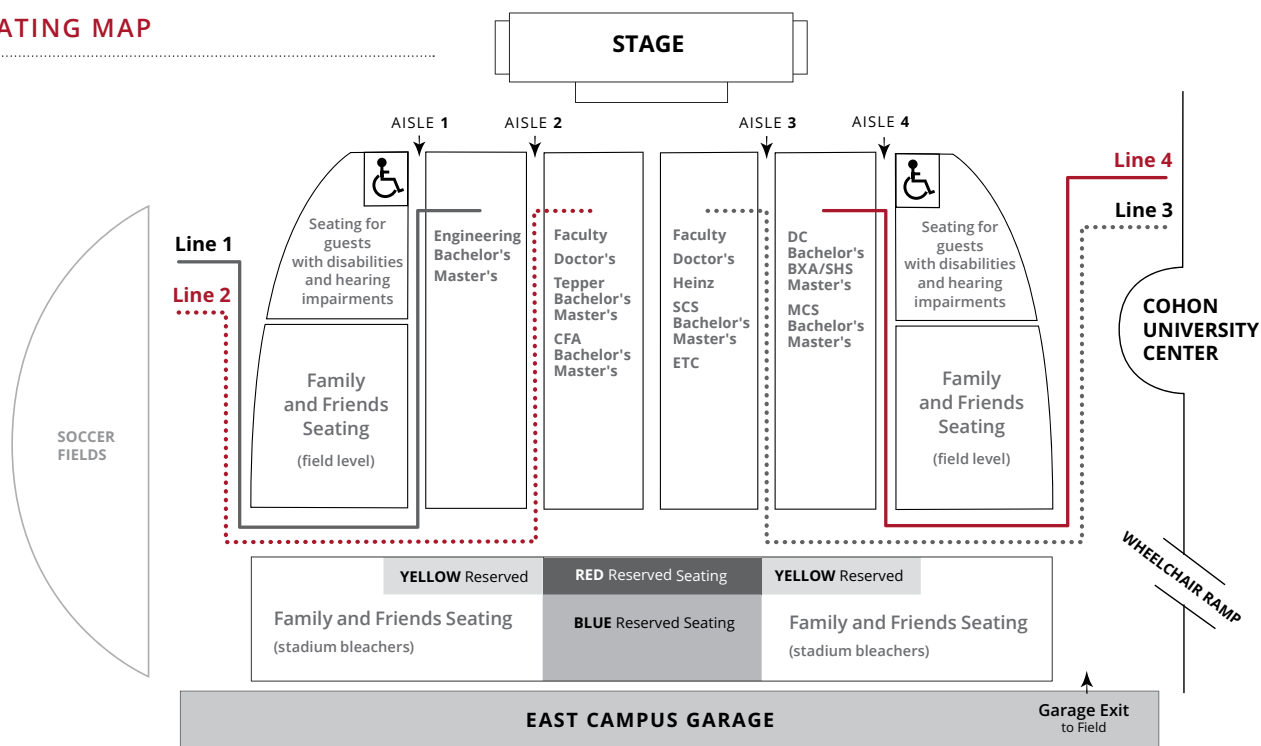 ATING MAP
STAGE
AISLE 1
AISLE 2
AISLE 3
AISLE 4
Line 1
Line 2
Line 4
Line 3
Seating for
guests
with disabilities
and hearing
impairments
Engineering
Bachelor's
Master's
Faculty
Doctor's
Tepper
Bachelor's
Master's
CFA
Bachelor's
Master's
Faculty
Doctor's
Heinz
SCS
Bachelor's
Master's
ETC
DC
Bachelor's
BXA/SHS
Master's
MCS
Bachelor's
Master's
Seating for
guests
with disabilities
and hearing
impairments
COHON
UNIVERSITY
CENTER
SOCCER
FIELDS
Family
and Friends
Seating
(field level)
Family
and Friends
Seating
(field level)
WHEELCHAIR RAMP
YELLOW Reserved
RED Reserved Seating
YELLOW Reserved
Family and Friends Seating
(stadium bleachers)
BLUE Reserved Seating
Family and Friends Seating
(stadium bleachers)
EAST CAMPUS GARAGE
Garage Exit
to Field